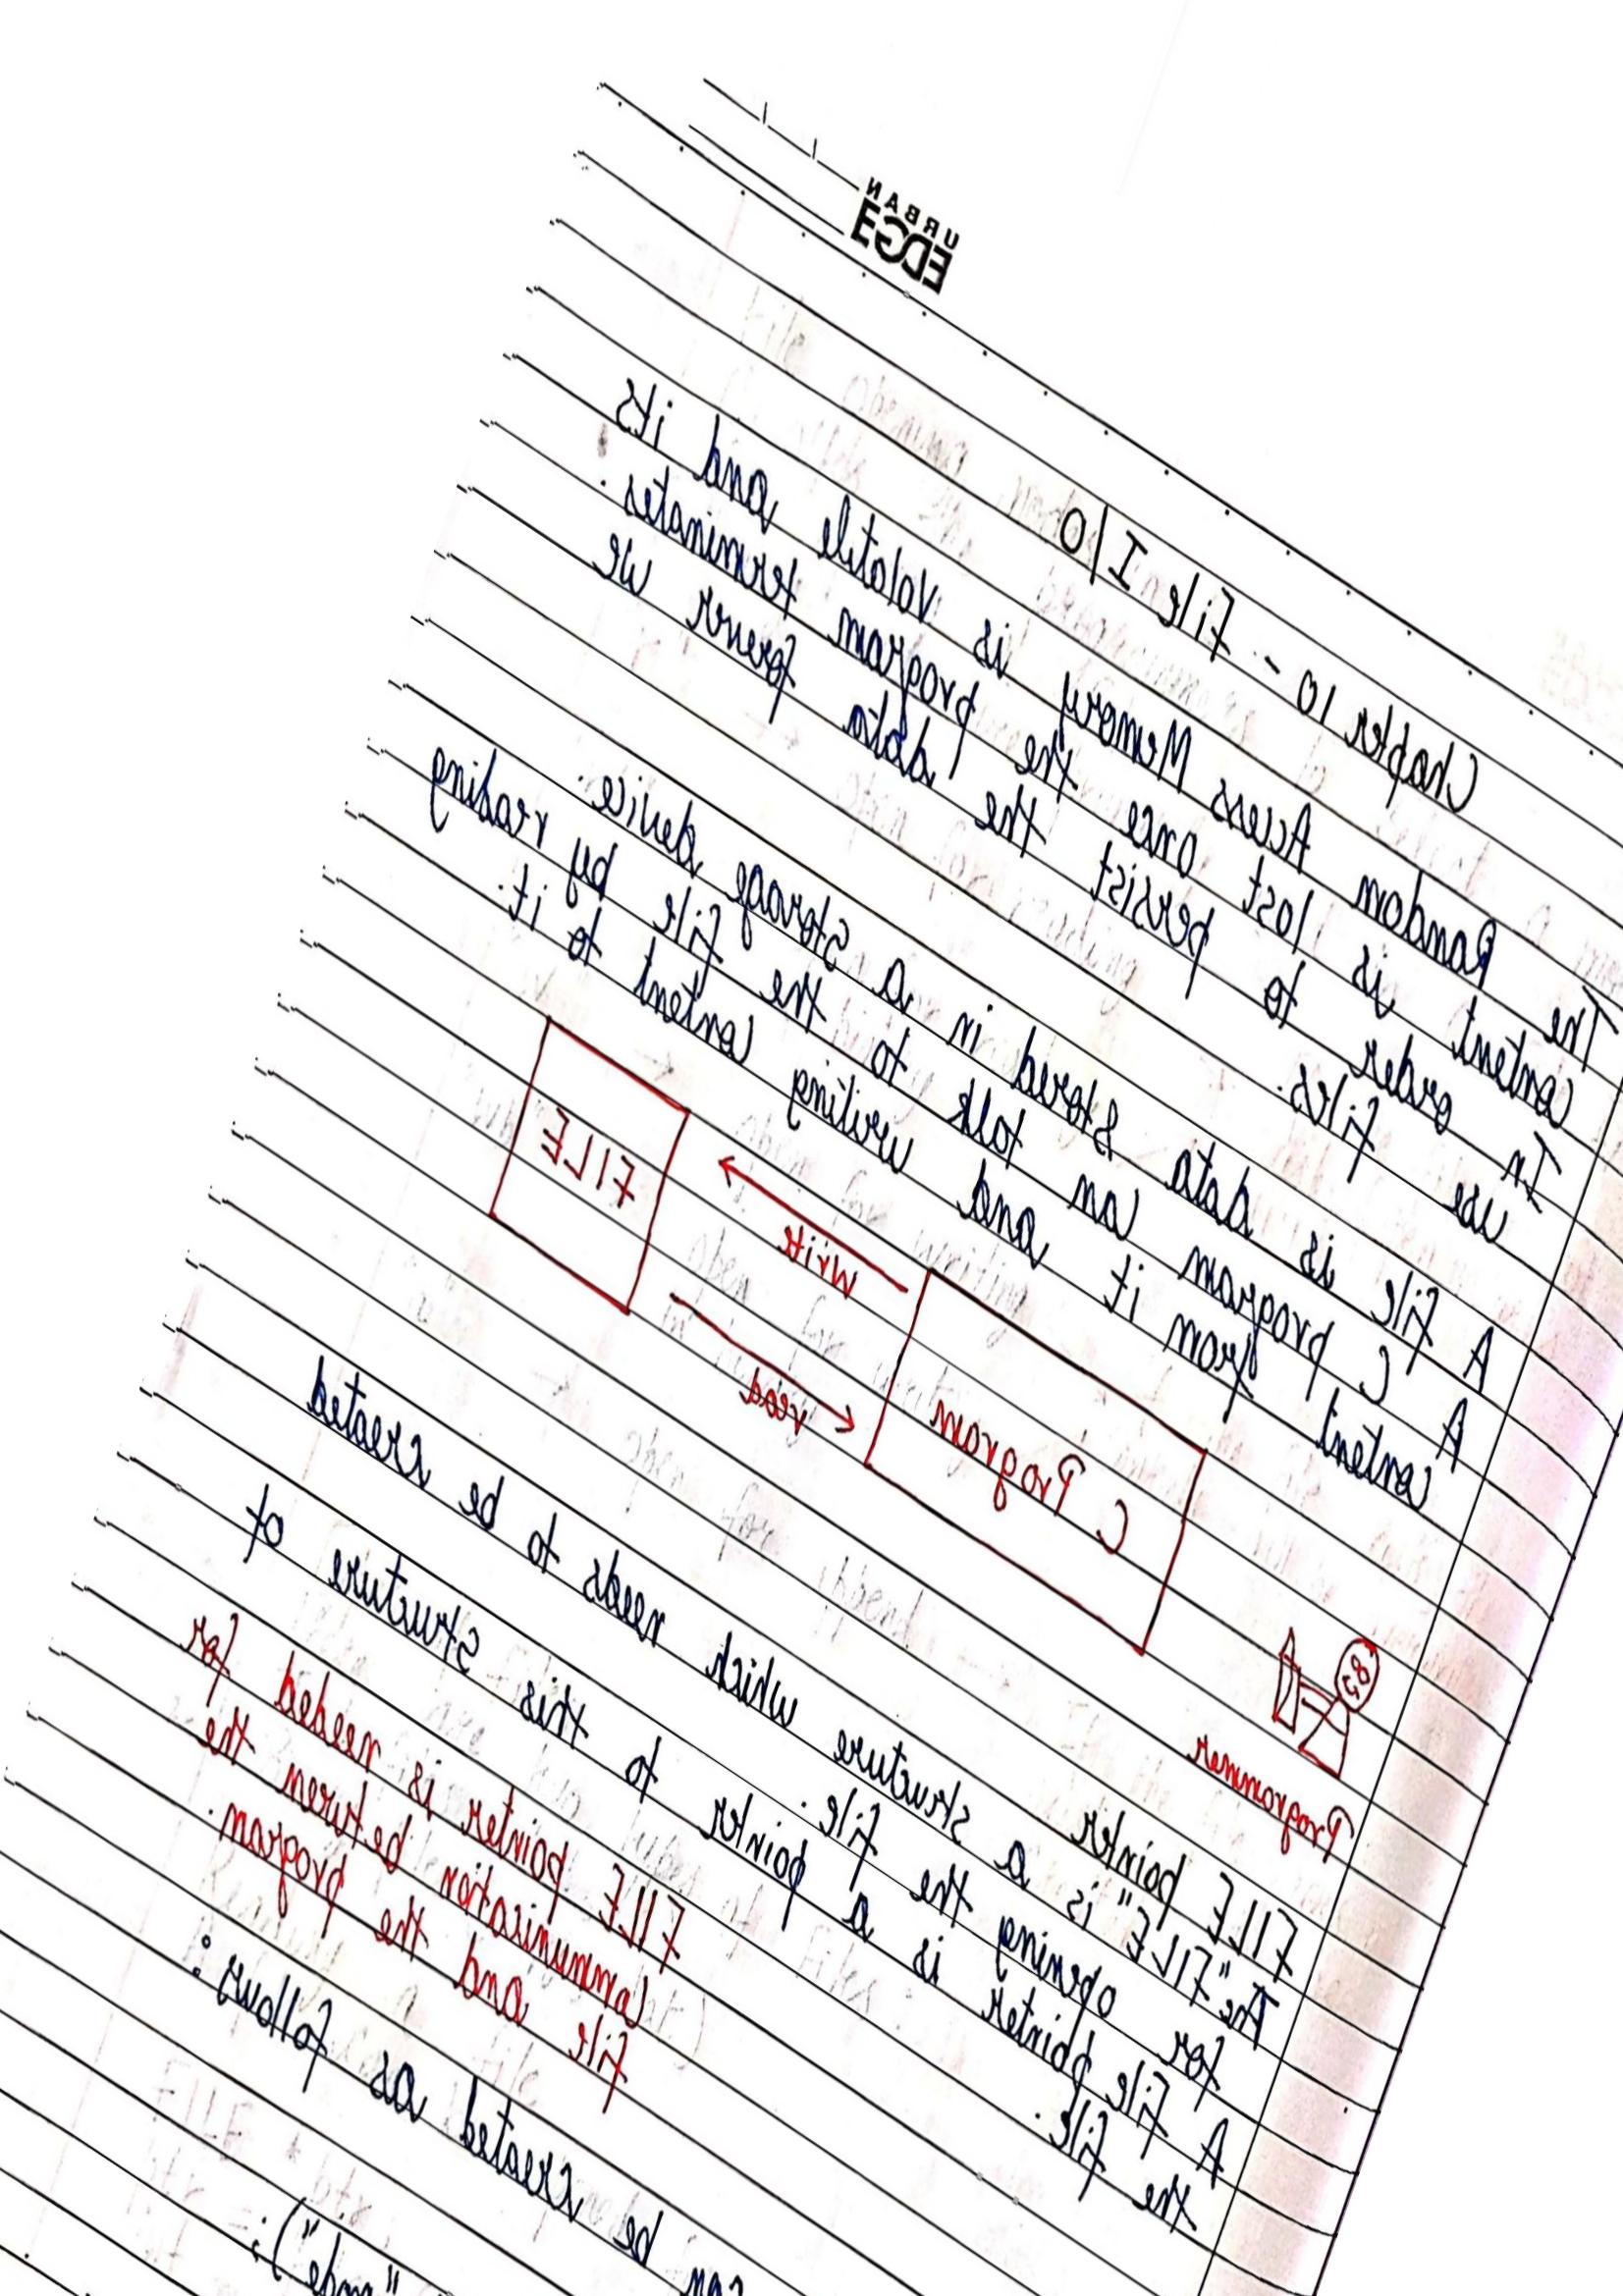 URBAN
EDGE
Chapter 10 - File I/O
The Random Access Memory is volatile and its
content is lost once the program terminates.
In order to persist the data forever we
use files.
A file is data stored in a storage device.
A C program can talk to the file by reading
content from it and writing content to it.
Programmer
C Program
write
read
FILE
FILE pointer
The "FILE" is a structure which needs to be created
for opening the file.
A file pointer is a pointer to this structure of
the file.
FILE pointer is needed for
communication between the
file and the program.
can be created as follows:
"mode");